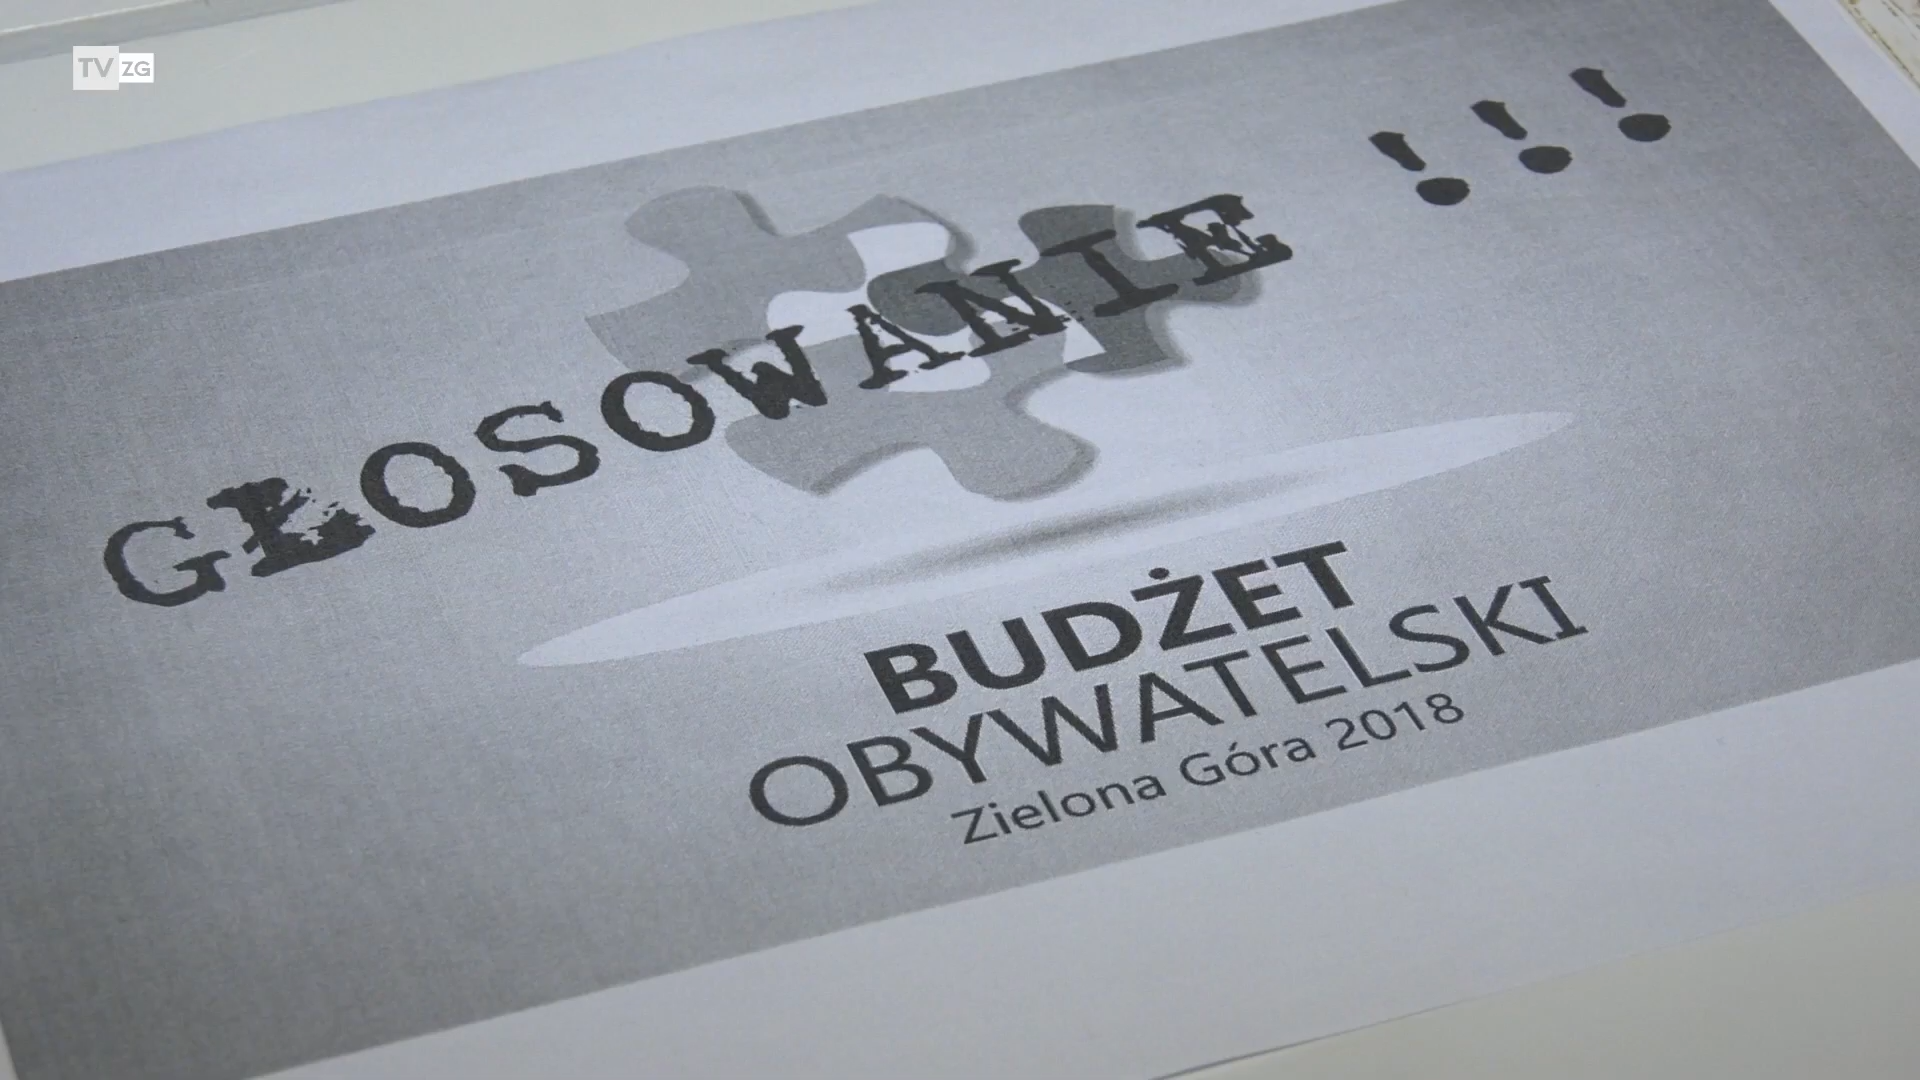 TV ZG
GŁOSOWANIE !!!
BUDŻET
OBYWATELSKI
Zielona Góra 2018